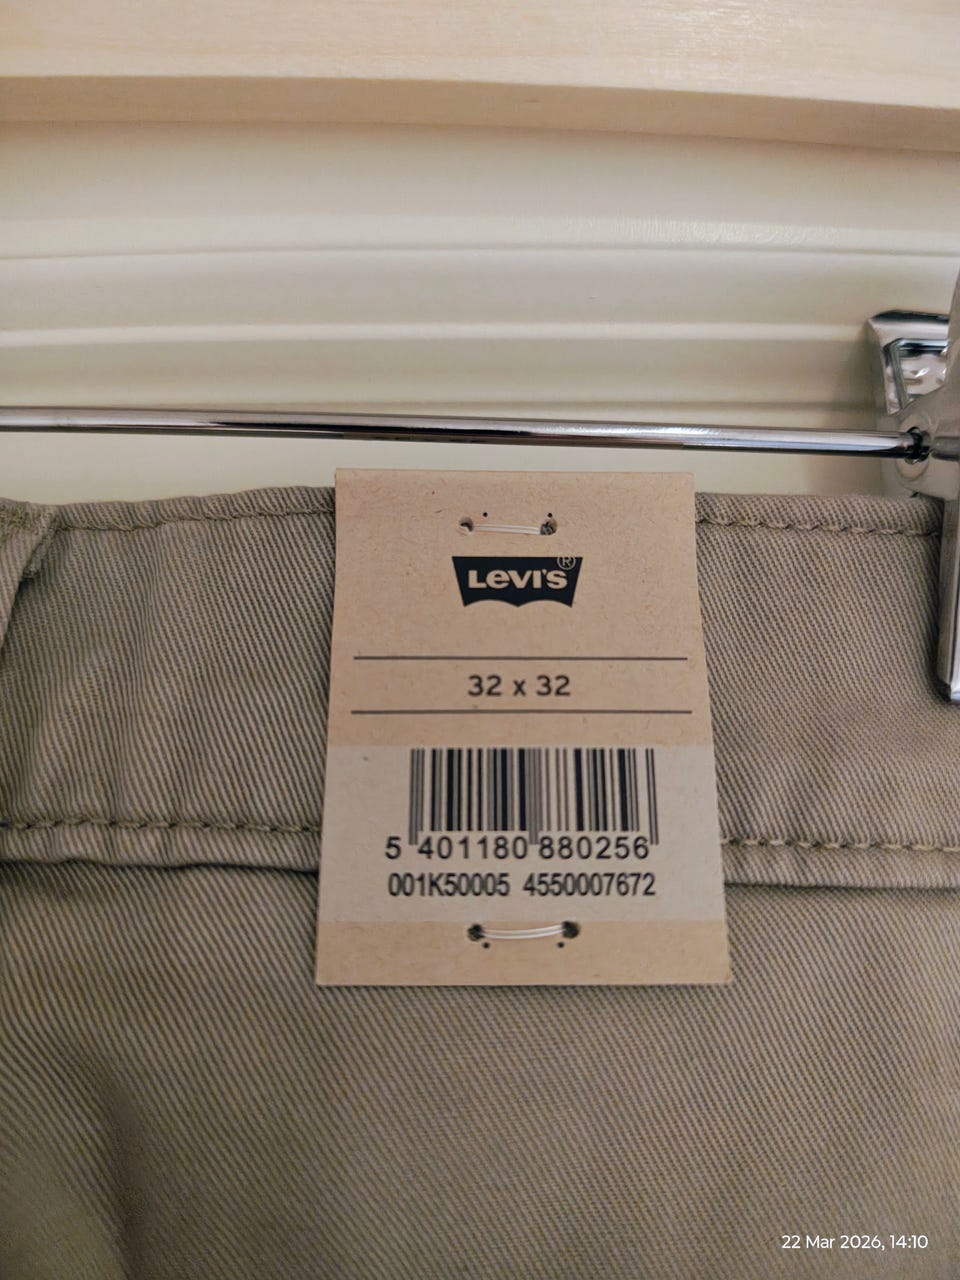 LEVI'S®
32 x 32
5 401180 880256
001K50005 4550007672
22 Mar 2026, 14:10